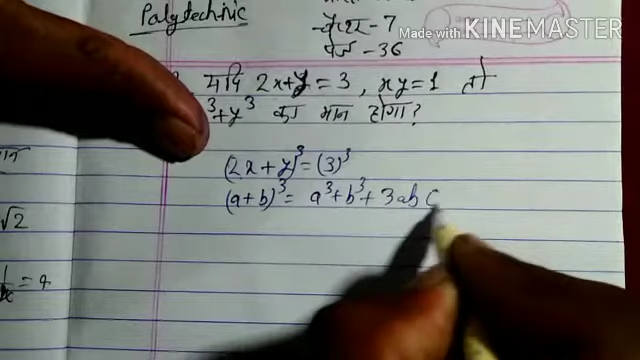 Polytechnic
चैप्टर-7
पेज-36
Made with KINEMASTER
यदि 2x+y=3, xy=1 तो
³+y³ का मान होगा?
(2x+y)³=(3)³
(a+b)³= a³+b³+3ab(
√2